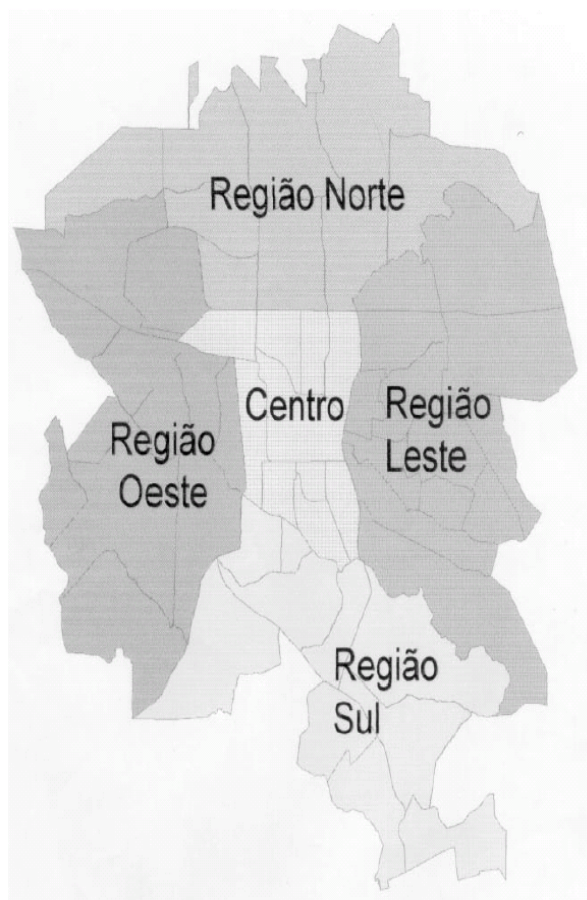 Região Norte
Centro
Região
Leste
Região
Oeste
Região
Sul